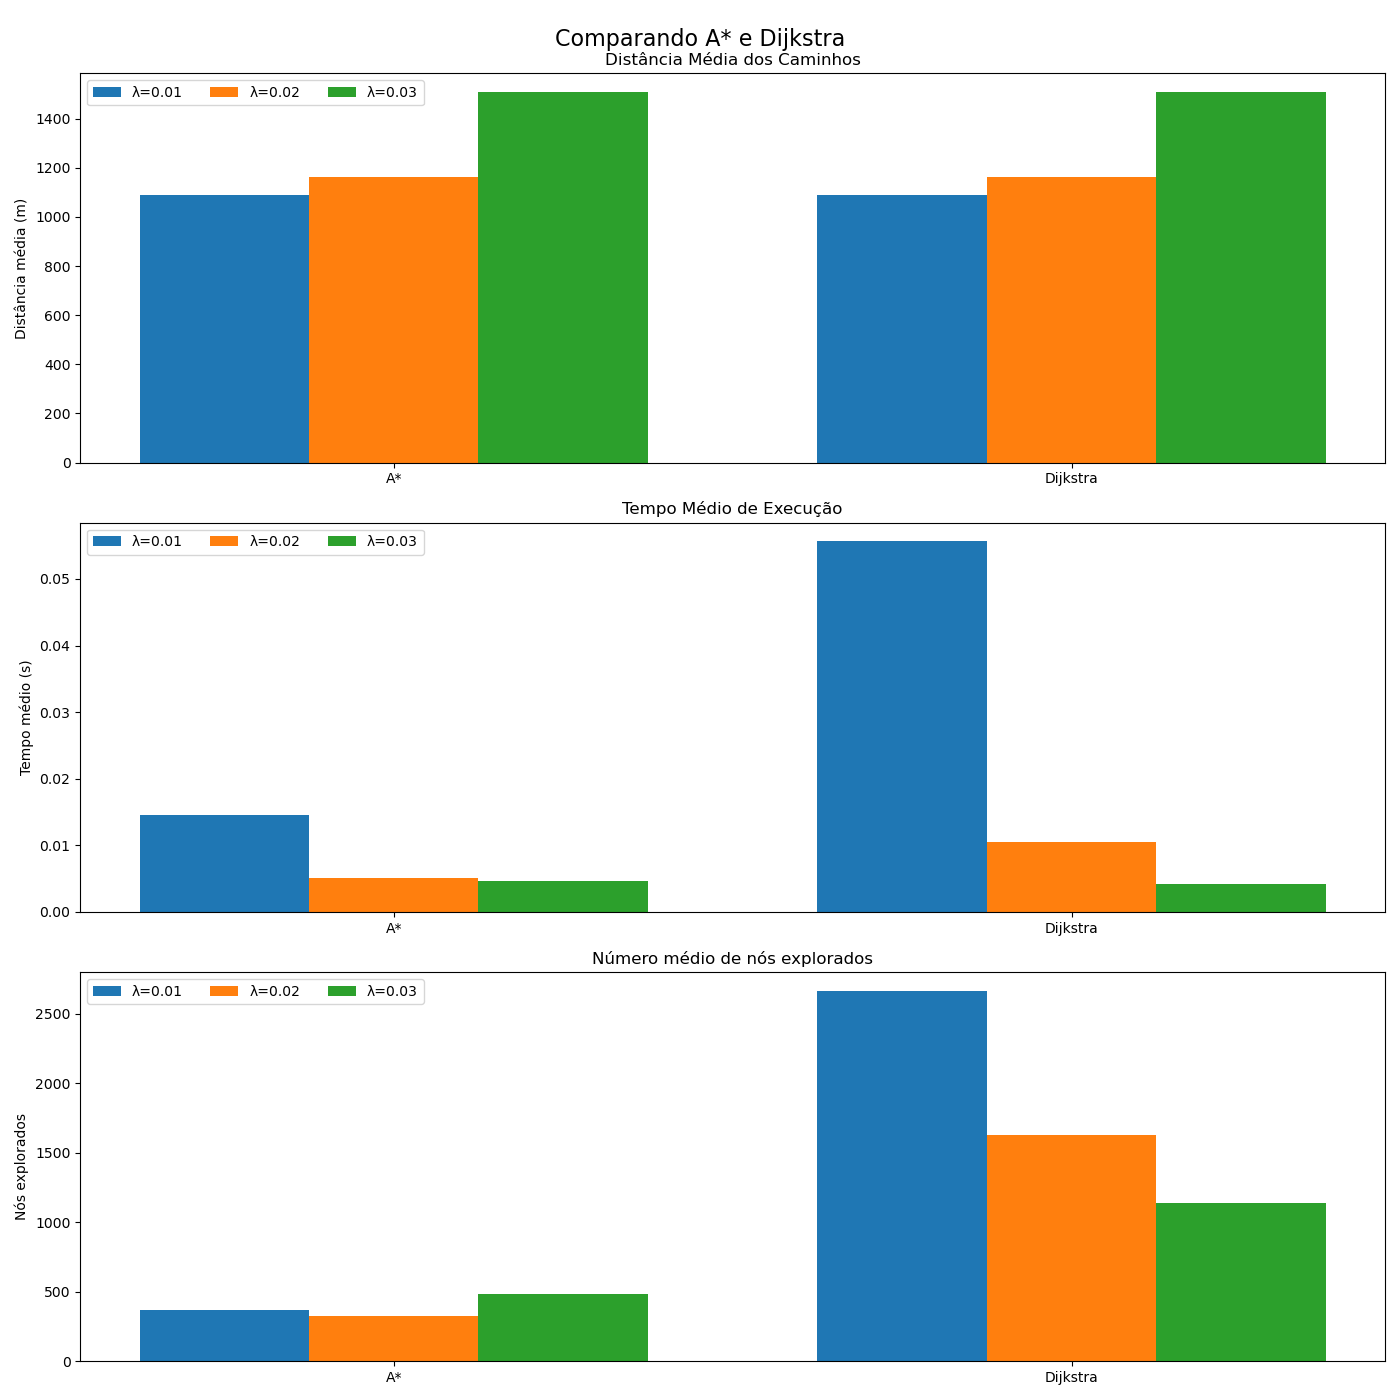 Comparando A* e Dijkstra
Distância Média dos Caminhos
λ=0.01 λ=0.02 λ=0.03
1400
1200
1000
800
600
400
200
0
Distância média (m)
A* Dijkstra
Tempo Médio de Execução
λ=0.01 λ=0.02 λ=0.03
0.05
0.04
0.03
0.02
0.01
0.00
Tempo médio (s)
A* Dijkstra
Número médio de nós explorados
λ=0.01 λ=0.02 λ=0.03
2500
2000
1500
1000
500
0
Nós explorados
A* Dijkstra